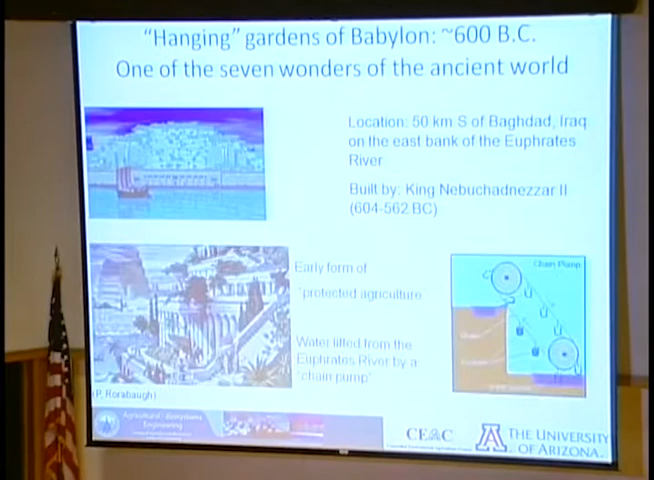 “Hanging” gardens of Babylon: ~600 B.C.
One of the seven wonders of the ancient world
Location: 50 km S of Baghdad, Iraq
on the east bank of the Euphrates
River
Built by: King Nebuchadnezzar II
(604-562 BC)
Early form of
“protected agriculture
Water lifted from the
Euphrates River by a
“chain pump”
Chain Pump
(P. Rorabaugh)
Agricultural - Biosystems
Engineering
CEAC
A
THE UNIVERSITY
OF ARIZONA.